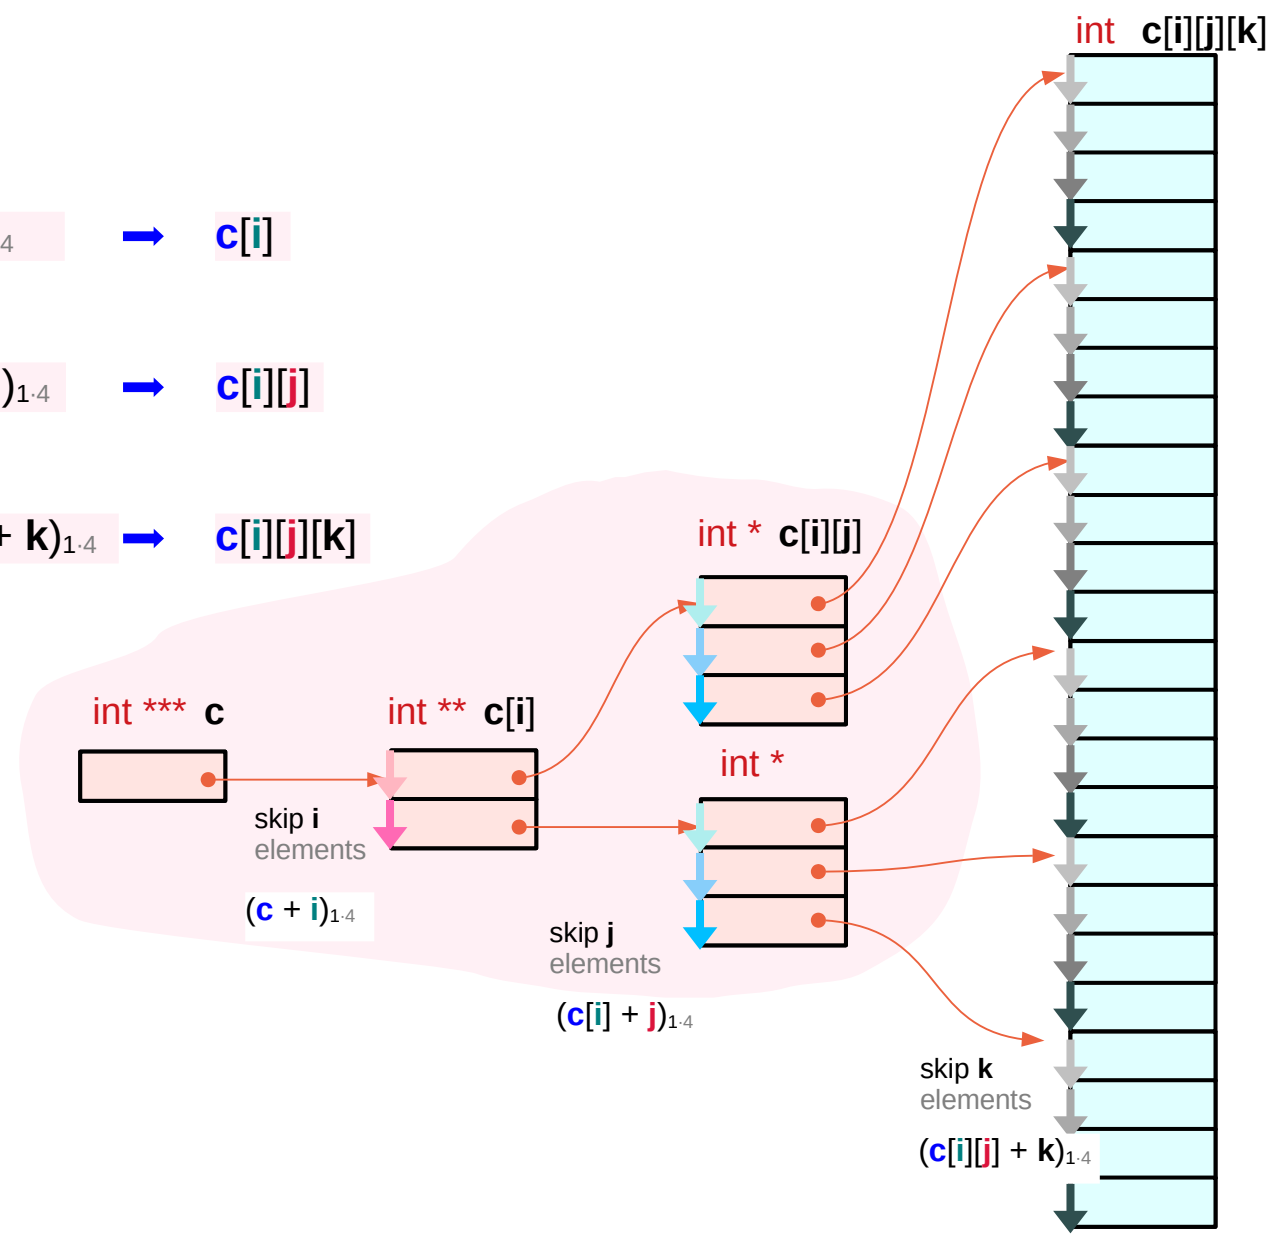 int c[i][j][k]
4 c[i]
)1·4 c[i][j]
+ k)1·4 c[i][j][k]
int * c[i][j]
int *** c
int ** c[i]
int *
skip i
elements
(c + i)1·4
skip j
elements
(c[i] + j)1·4
skip k
elements
(c[i][j] + k)1·4